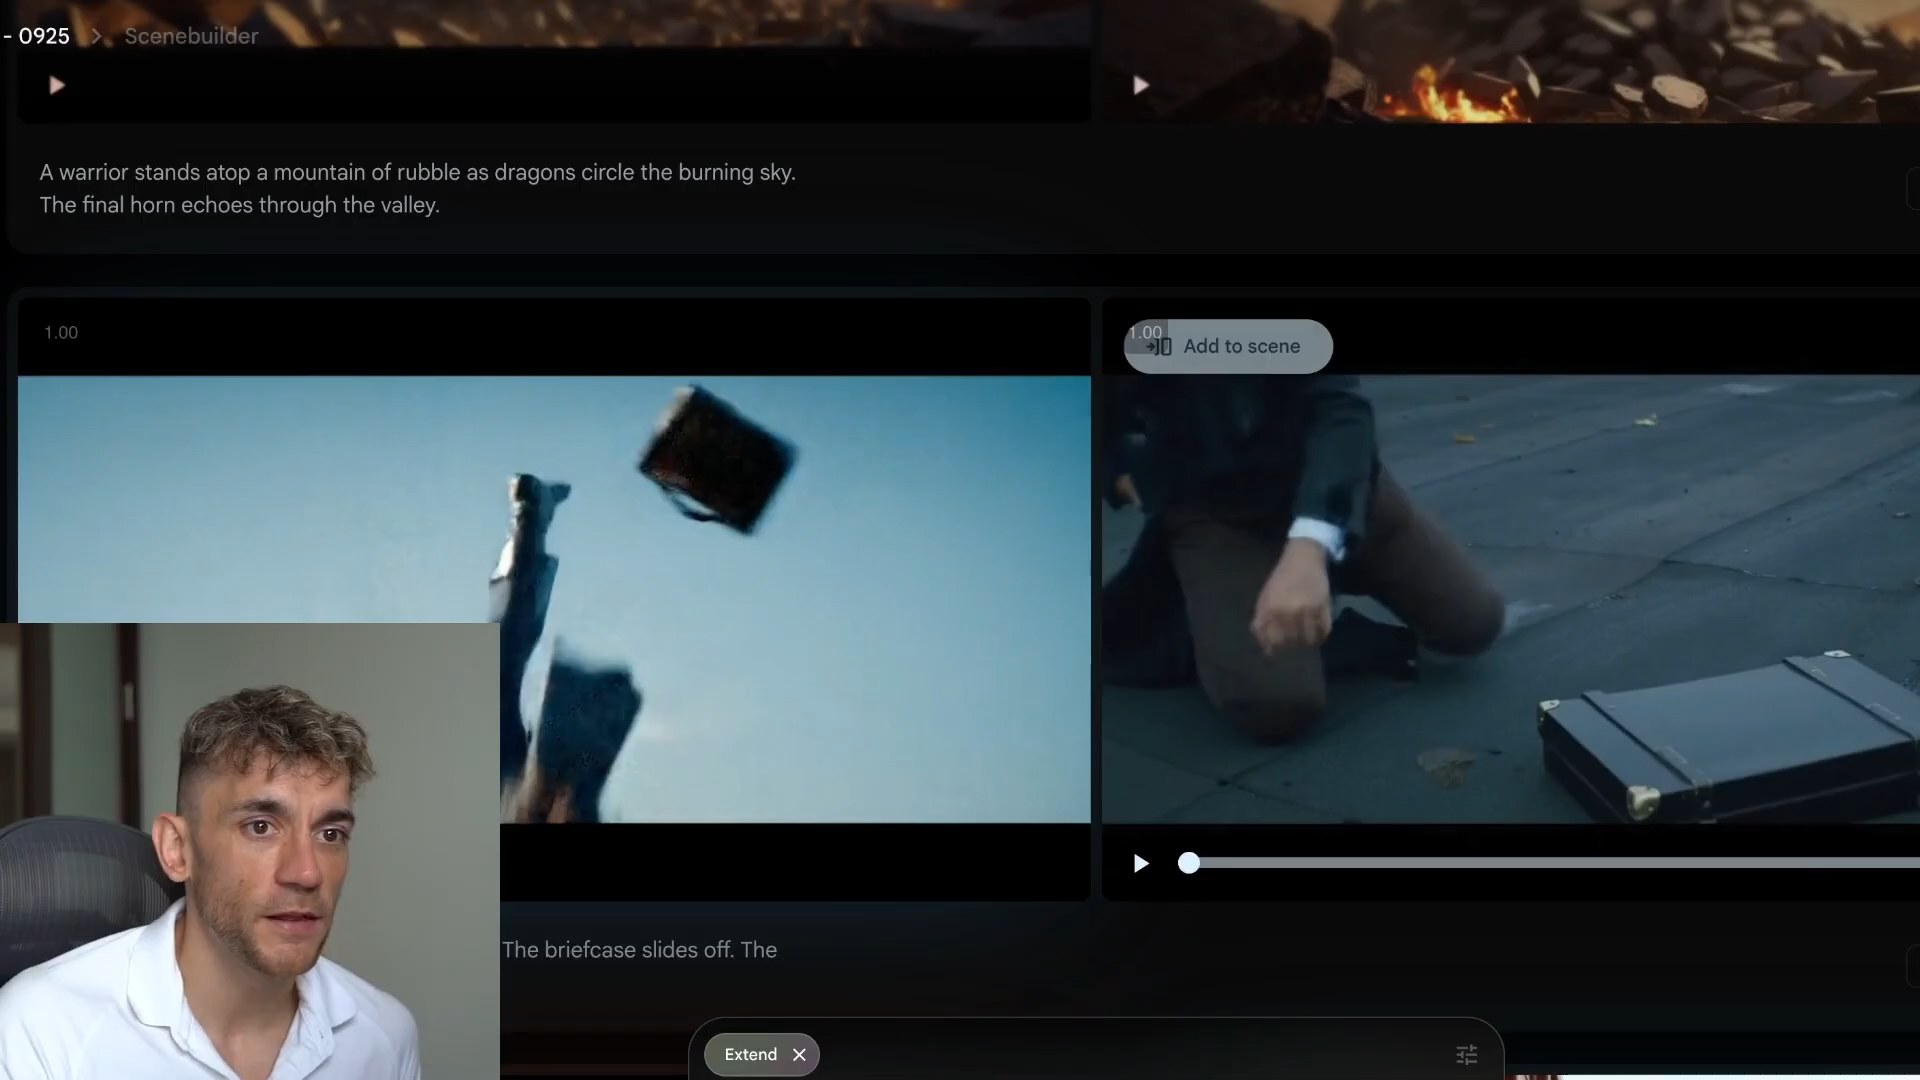 - 0925 > Scenebuilder
A warrior stands atop a mountain of rubble as dragons circle the burning sky.
The final horn echoes through the valley.
1.00
1.00
Add to scene
The briefcase slides off. The
Extend